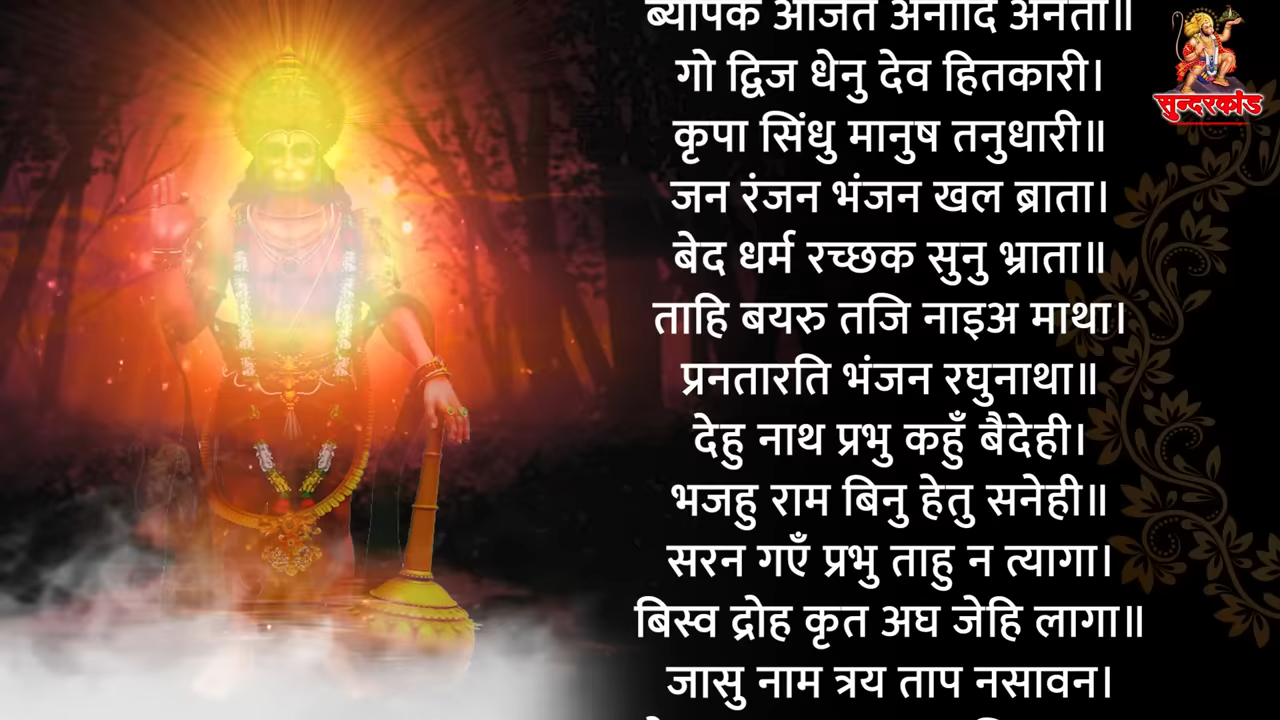 ब्यापक अजित अनादि अनंता॥
गो द्विज धेनु देव हितकारी।
कृपा सिंधु मानुष तनुधारी॥
जन रंजन भंजन खल ब्राता।
बेद धर्म रच्छक सुनु भ्राता॥
ताहि बयरु तजि नाइअ माथा।
प्रनतारति भंजन रघुनाथा॥
देहु नाथ प्रभु कहुँ बैदेही।
भजहु राम बिनु हेतु सनेही॥
सरन गएँ प्रभु ताहु न त्यागा।
बिस्व द्रोह कृत अघ जेहि लागा॥
जासु नाम त्रय ताप नसावन।
सुन्दरकांड